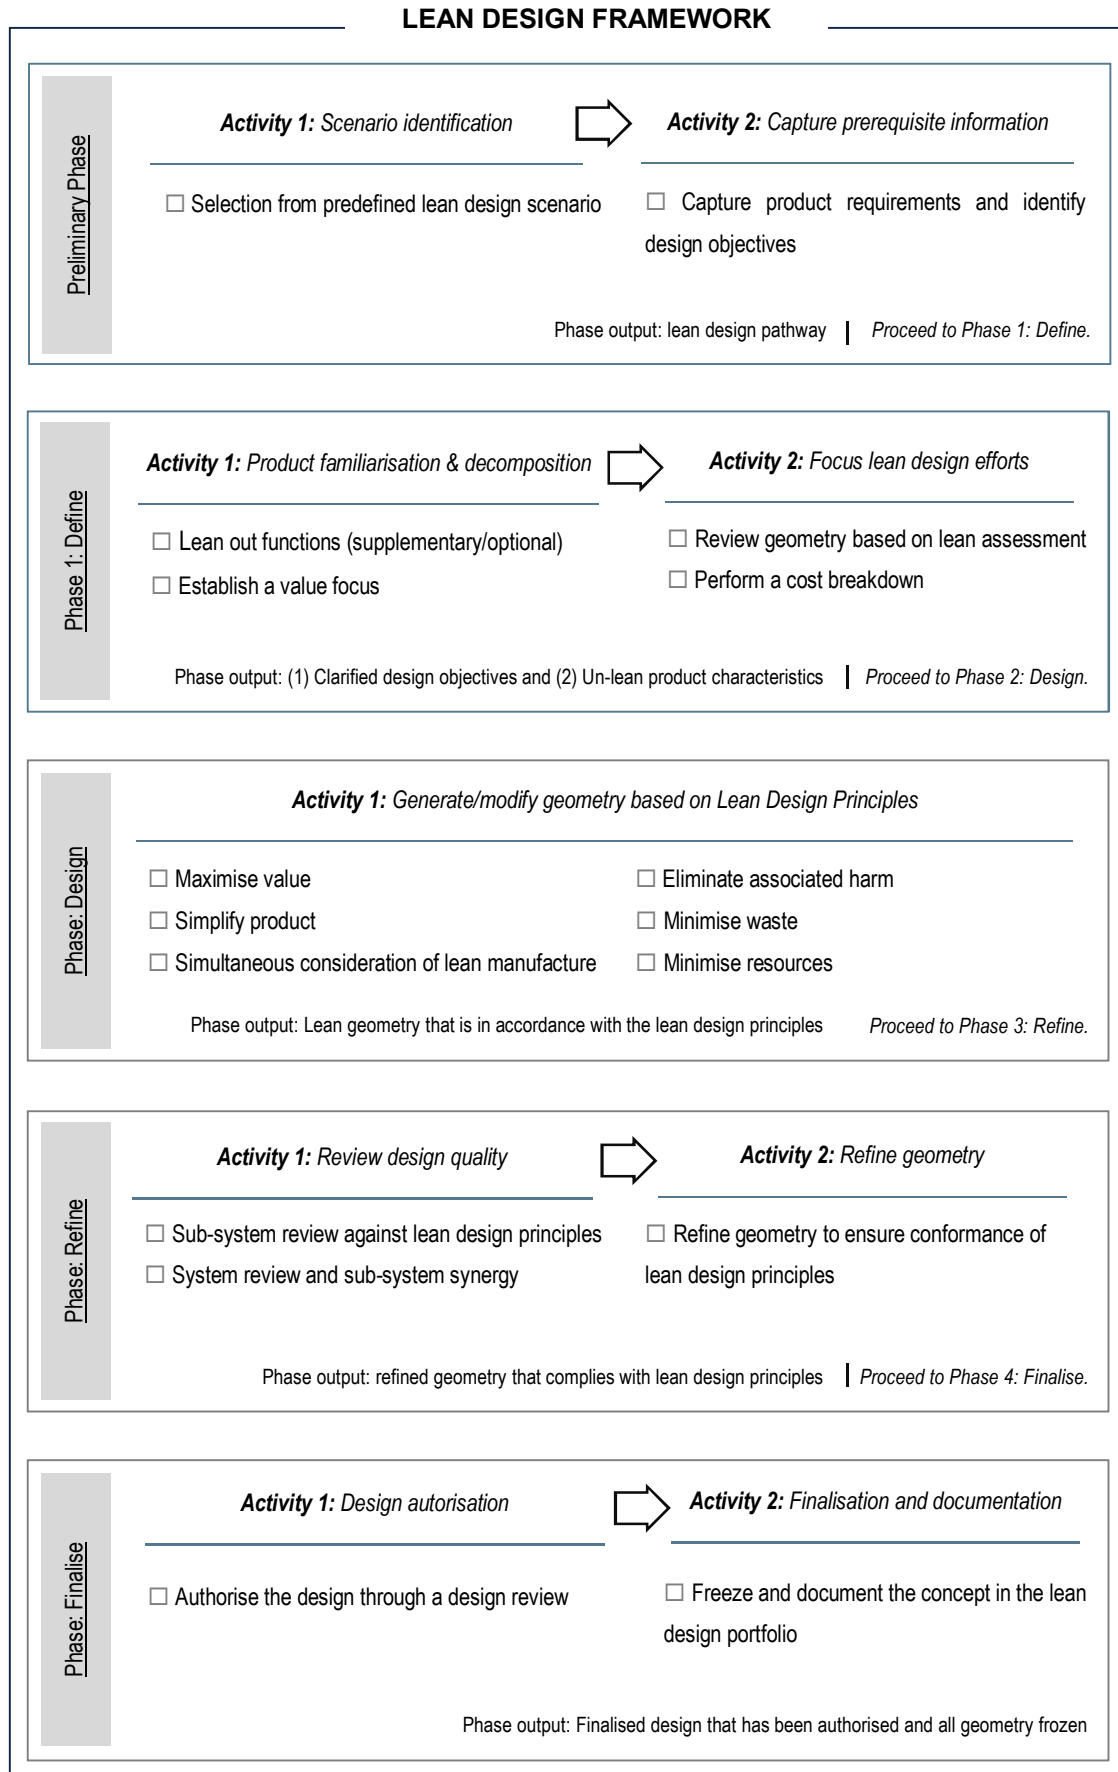 LEAN DESIGN FRAMEWORK
Preliminary Phase
Activity 1: Scenario identification
Activity 2: Capture prerequisite information
☐ Selection from predefined lean design scenario
☐ Capture product requirements and identify
design objectives
Phase output: lean design pathway | Proceed to Phase 1: Define.
Phase 1: Define
Activity 1: Product familiarisation & decomposition
Activity 2: Focus lean design efforts
☐ Lean out functions (supplementary/optional)
☐ Establish a value focus
☐ Review geometry based on lean assessment
☐ Perform a cost breakdown
Phase output: (1) Clarified design objectives and (2) Un-lean product characteristics | Proceed to Phase 2: Design.
Phase: Design
Activity 1: Generate/modify geometry based on Lean Design Principles
☐ Maximise value
☐ Simplify product
☐ Simultaneous consideration of lean manufacture
☐ Eliminate associated harm
☐ Minimise waste
☐ Minimise resources
Phase output: Lean geometry that is in accordance with the lean design principles Proceed to Phase 3: Refine.
Phase: Refine
Activity 1: Review design quality
Activity 2: Refine geometry
☐ Sub-system review against lean design principles
☐ System review and sub-system synergy
☐ Refine geometry to ensure conformance of
lean design principles
Phase output: refined geometry that complies with lean design principles | Proceed to Phase 4: Finalise.
Phase: Finalise
Activity 1: Design autorisation
Activity 2: Finalisation and documentation
☐ Authorise the design through a design review
☐ Freeze and document the concept in the lean
design portfolio
Phase output: Finalised design that has been authorised and all geometry frozen